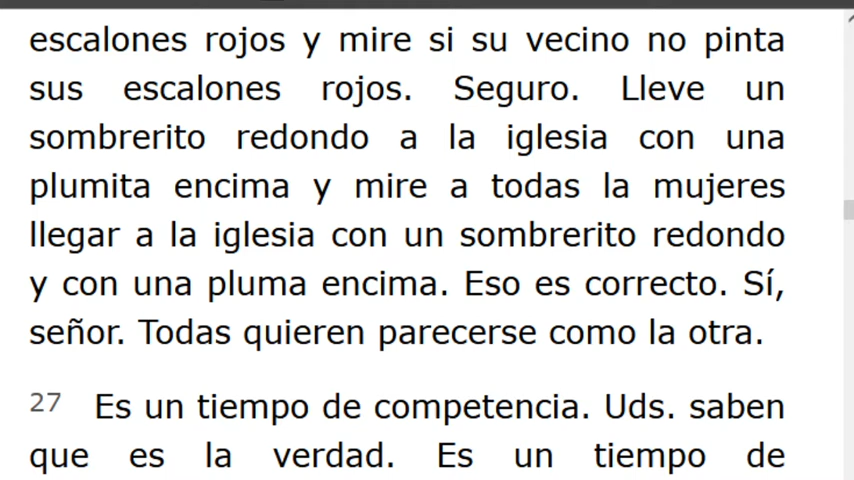 escalones rojos y mire si su vecino no pinta
sus escalones rojos. Seguro. Lleve un
sombrerito redondo a la iglesia con una
plumita encima y mire a todas la mujeres
llegar a la iglesia con un sombrerito redondo
y con una pluma encima. Eso es correcto. Sí,
señor. Todas quieren parecerse como la otra.
27 Es un tiempo de competencia. Uds. saben
que es la verdad. Es un tiempo de